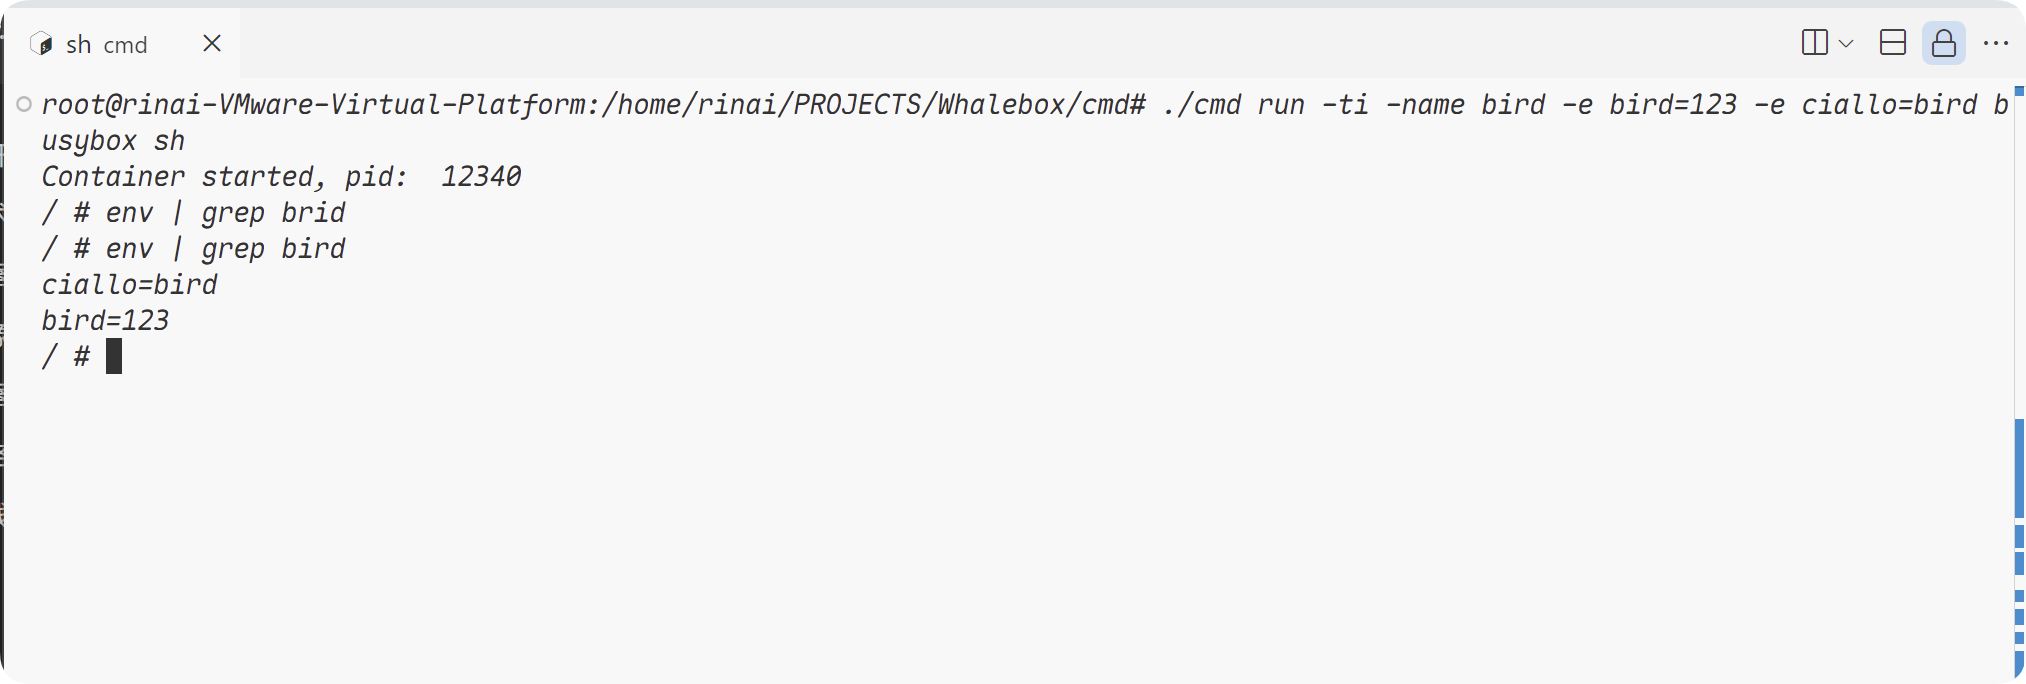 sh cmd
root@rinai-VMware-Virtual-Platform:/home/rinai/PROJECTS/Whalebox/cmd# ./cmd run -ti -name bird -e bird=123 -e ciallo=bird b
usybox sh
Container started, pid:  12340
/ # env | grep brid
/ # env | grep bird
ciallo=bird
bird=123
/ #